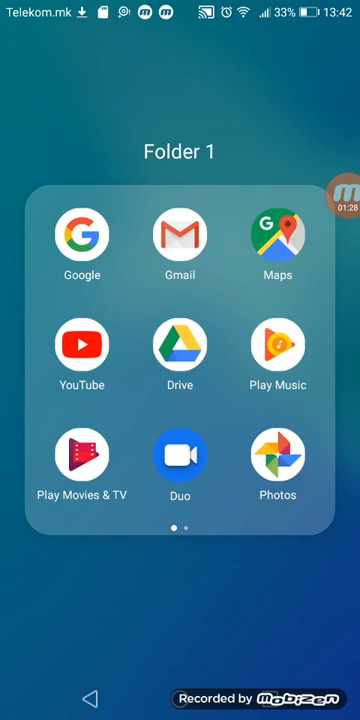 Telekom.mk 33% 13:42
Folder 1
01:28
Google Gmail Maps
YouTube Drive Play Music
Play Movies & TV Duo Photos
Recorded by mobizen